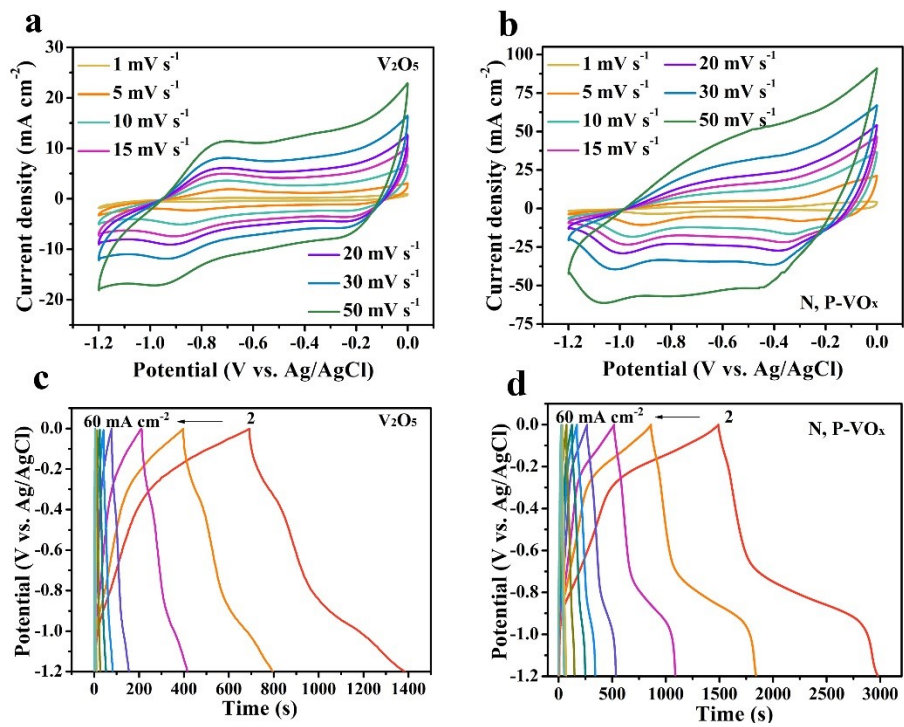 a
V₂O₅
1 mV s⁻¹
5 mV s⁻¹
10 mV s⁻¹
15 mV s⁻¹
20 mV s⁻¹
30 mV s⁻¹
50 mV s⁻¹
Current density (mA cm⁻²)
30
20
10
0
-10
-20
-1.2 -1.0 -0.8 -0.6 -0.4 -0.2 0.0
Potential (V vs. Ag/AgCl)
b
1 mV s⁻¹
5 mV s⁻¹
10 mV s⁻¹
15 mV s⁻¹
20 mV s⁻¹
30 mV s⁻¹
50 mV s⁻¹
N, P-VOₓ
Current density (mA cm⁻²)
100
75
50
25
0
-25
-50
-75
-1.2 -1.0 -0.8 -0.6 -0.4 -0.2 0.0
Potential (V vs. Ag/AgCl)
c
60 mA cm⁻² ← 2
V₂O₅
Potential (V vs. Ag/AgCl)
0.0
-0.2
-0.4
-0.6
-0.8
-1.0
-1.2
0 200 400 600 800 1000 1200 1400
Time (s)
d
60 mA cm⁻² ← 2
N, P-VOₓ
Potential (V vs. Ag/AgCl)
0.0
-0.2
-0.4
-0.6
-0.8
-1.0
-1.2
0 500 1000 1500 2000 2500 3000
Time (s)